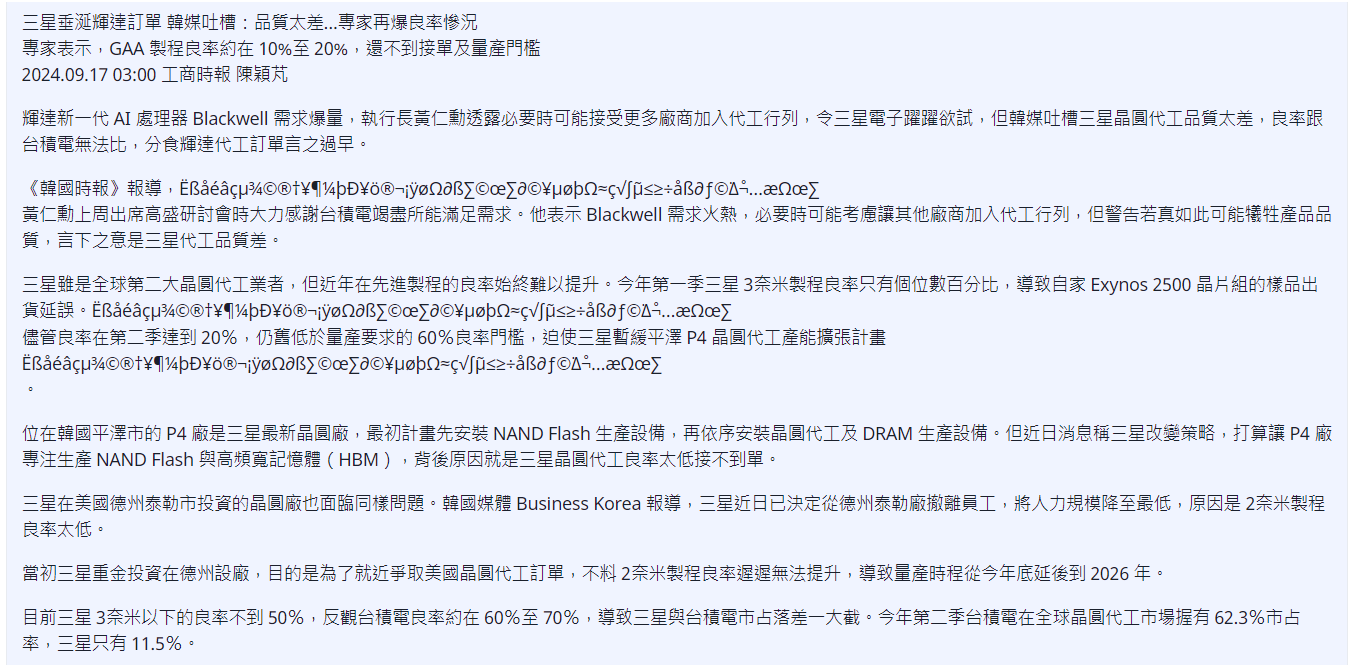 三星垂涎輝達訂單 韓媒吐槽：品質太差…專家再爆良率慘況
專家表示，GAA 製程良率約在 10%至 20%，還不到接單及量產門檻
2024.09.17 03:00 工商時報 陳穎芃
輝達新一代 AI 處理器 Blackwell 需求爆量，執行長黃仁勳透露必要時可能接受更多廠商加入代工行列，令三星電子躍躍欲試，但韓媒吐槽三星晶圓代工品質太差，良率跟
台積電無法比，分食輝達代工訂單言之過早。
《韓國時報》報導，Ëßåéâçµ¾©®†¥¶¼þÐ¥ö®¬¡ÿøΩ∂ß∑©œ∑∂©¥µøþΩ≈ç√∫µ̃≤≥÷åß∂ƒ©∆¬̊…æΩœ∑
黃仁勳上周出席高盛研討會時大力感謝台積電竭盡所能滿足需求。他表示 Blackwell 需求火熱，必要時可能考慮讓其他廠商加入代工行列，但警告若真如此可能犧牲產品品
質，言下之意是三星代工品質差。
三星雖是全球第二大晶圓代工業者，但近年在先進製程的良率始終難以提升。今年第一季三星 3奈米製程良率只有個位數百分比，導致自家 Exynos 2500 晶片組的樣品出
貨延誤。Ëßåéâçµ¾©®†¥¶¼þÐ¥ö®¬¡ÿøΩ∂ß∑©œ∑∂©¥µøþΩ≈ç√∫µ̃≤≥÷åß∂ƒ©∆¬̊…æΩœ∑
儘管良率在第二季達到 20%，仍舊低於量產要求的 60%良率門檻，迫使三星暫緩平澤 P4 晶圓代工產能擴張計畫
Ëßåéâçµ¾©®†¥¶¼þÐ¥ö®¬¡ÿøΩ∂ß∑©œ∑∂©¥µøþΩ≈ç√∫µ̃≤≥÷åß∂ƒ©∆¬̊…æΩœ∑
。
位在韓國平澤市的 P4 廠是三星最新晶圓廠，最初計畫先安裝 NAND Flash 生產設備，再依序安裝晶圓代工及 DRAM 生產設備。但近日消息稱三星改變策略，打算讓 P4 廠
專注生產 NAND Flash 與高頻寬記憶體（HBM），背後原因就是三星晶圓代工良率太低接不到單。
三星在美國德州泰勒市投資的晶圓廠也面臨同樣問題。韓國媒體 Business Korea 報導，三星近日已決定從德州泰勒廠撤離員工，將人力規模降至最低，原因是 2奈米製程
良率太低。
當初三星重金投資在德州設廠，目的是為了就近爭取美國晶圓代工訂單，不料 2奈米製程良率遲遲無法提升，導致量產時程從今年底延後到 2026 年。
目前三星 3奈米以下的良率不到 50%，反觀台積電良率約在 60%至 70%，導致三星與台積電市占落差一大截。今年第二季台積電在全球晶圓代工市場握有 62.3%市占
率，三星只有 11.5%。